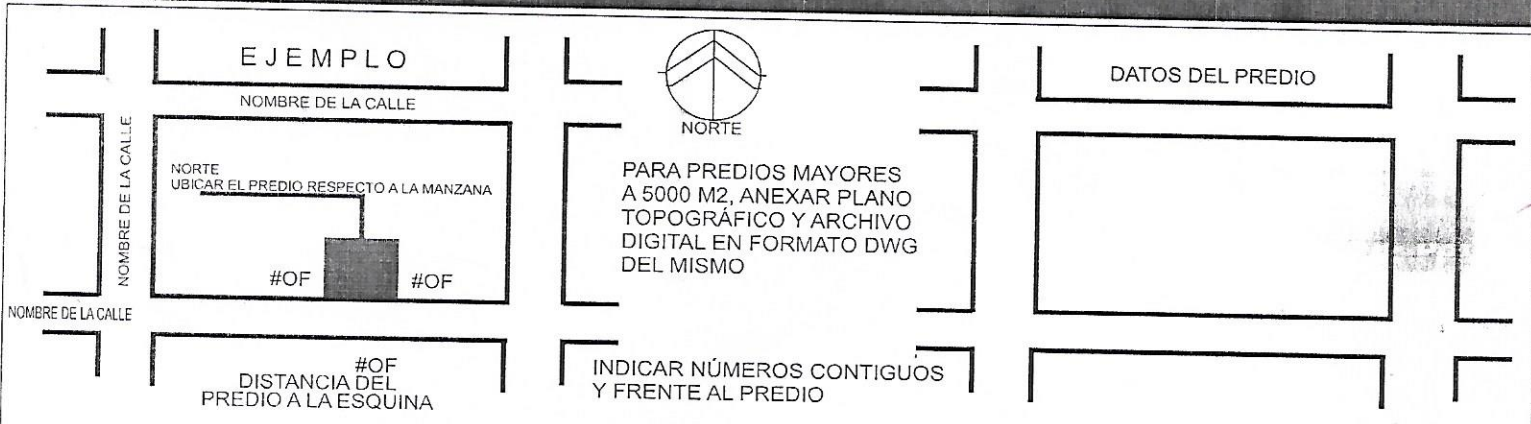 EJEMPLO
NOMBRE DE LA CALLE
NOMBRE DE LA CALLE
NORTE
UBICAR EL PREDIO RESPECTO A LA MANZANA
#OF
#OF
NOMBRE DE LA CALLE
#OF
DISTANCIA DEL
PREDIO A LA ESQUINA
NORTE
PARA PREDIOS MAYORES
A 5000 M2, ANEXAR PLANO
TOPOGRÁFICO Y ARCHIVO
DIGITAL EN FORMATO DWG
DEL MISMO
INDICAR NÚMEROS CONTIGUOS
Y FRENTE AL PREDIO
DATOS DEL PREDIO